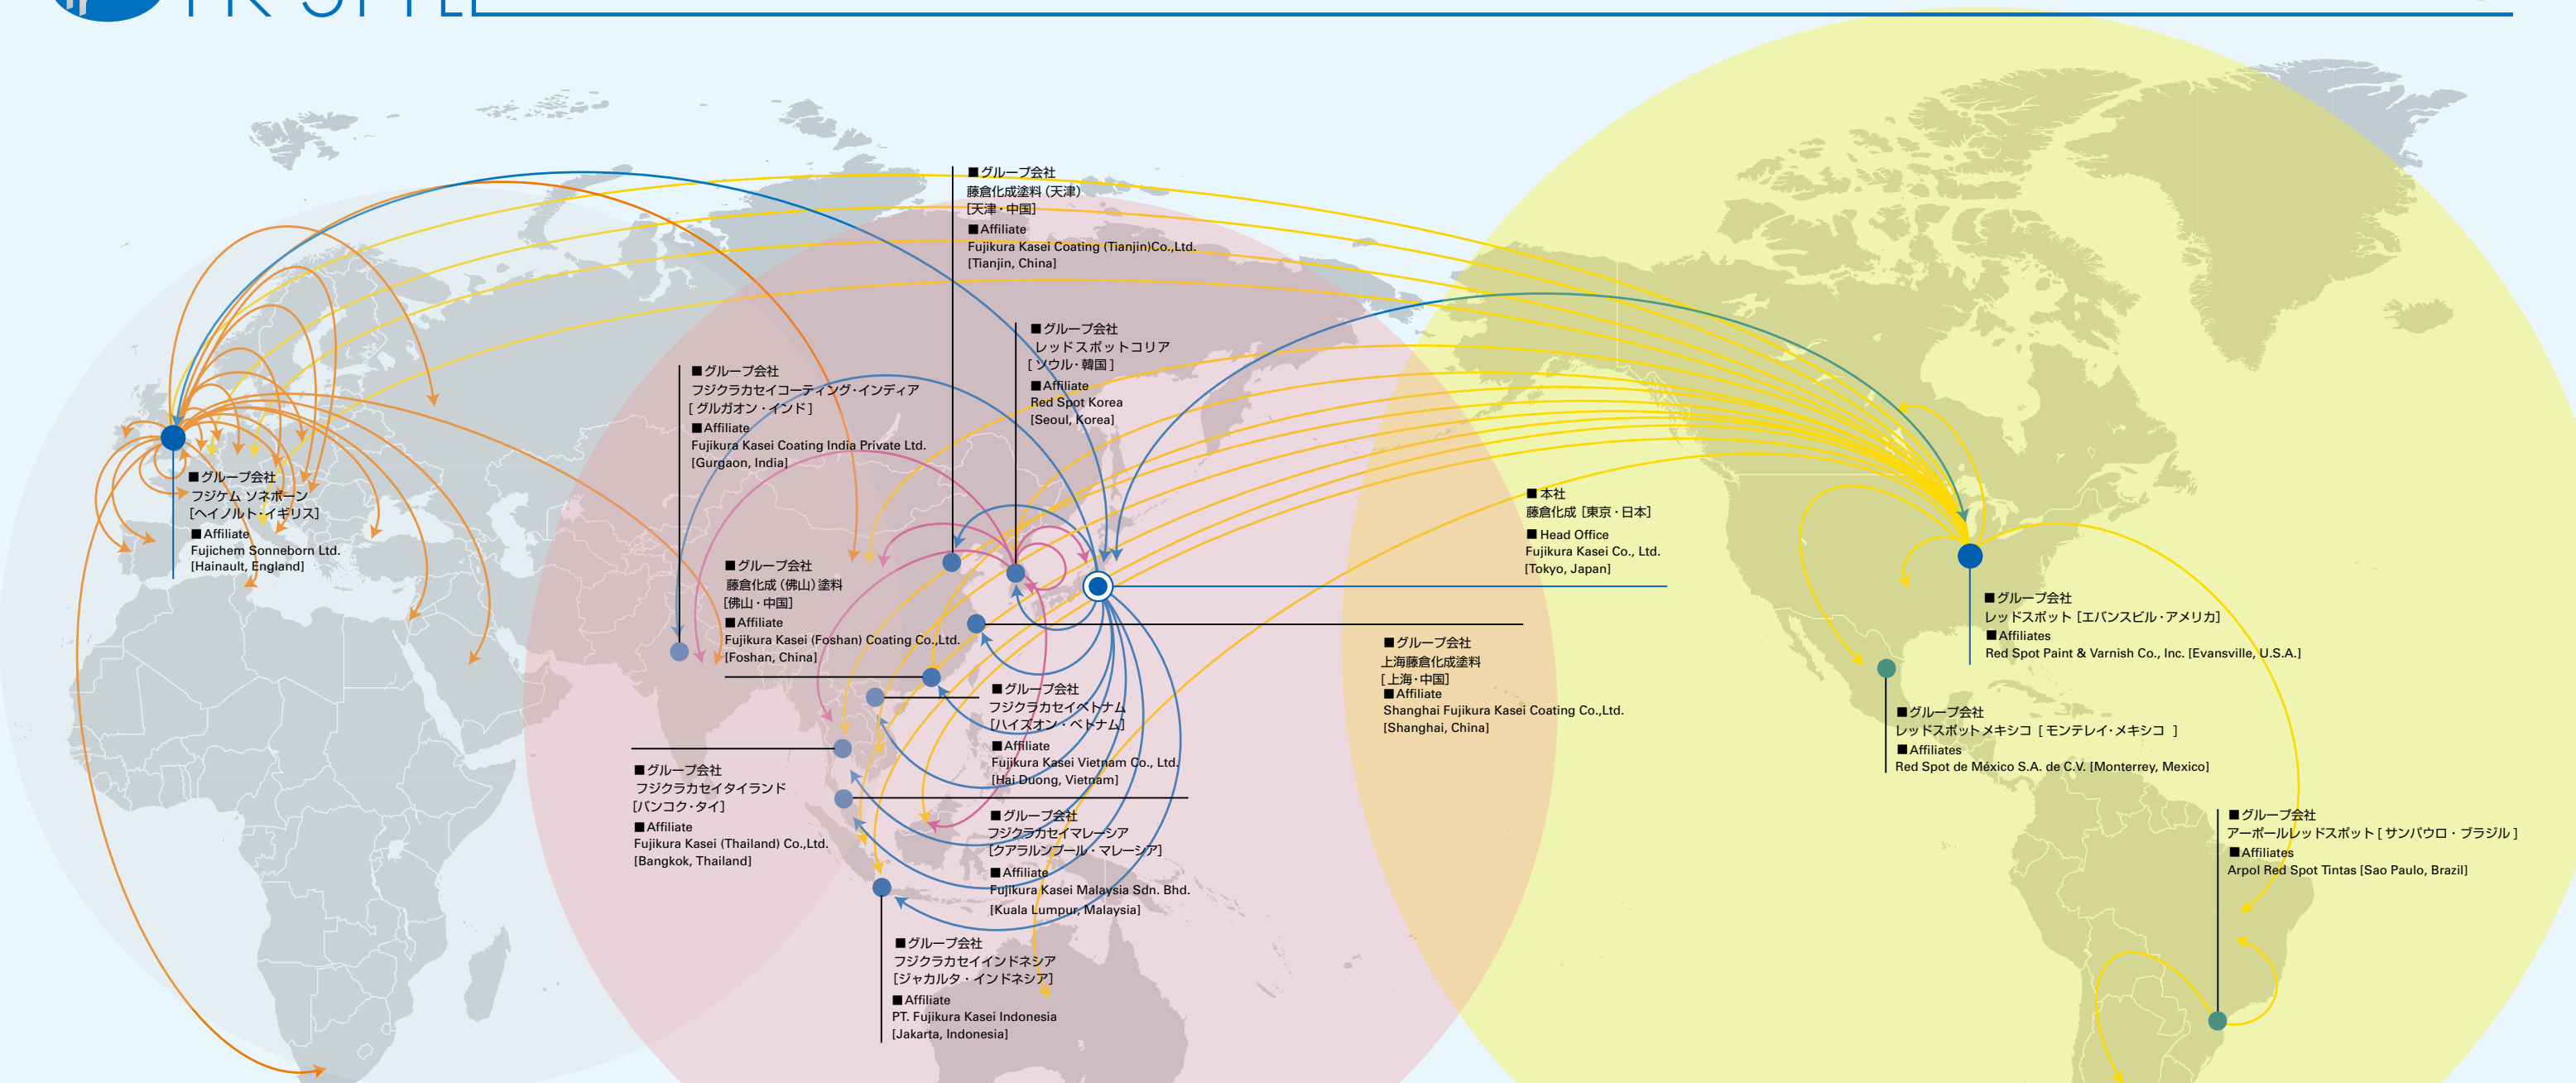 ■ グループ会社
藤倉化成塗料（天津）
[天津・中国]
■ Affiliate
Fujikura Kasei Coating (Tianjin)Co.,Ltd.
[Tianjin, China]
■ グループ会社
レッドスポットコリア
[ ソウル・韓国 ]
■ Affiliate
Red Spot Korea
[Seoul, Korea]
■ グループ会社
フジクラカセイコーティング・インディア
[ グルガオン・インド ]
■ Affiliate
Fujikura Kasei Coating India Private Ltd.
[Gurgaon, India]
■ グループ会社
フジケム ソネボーン
[ヘイノルト・イギリス]
■ Affiliate
Fujichem Sonneborn Ltd.
[Hainault, England]
■ 本社
藤倉化成 [東京・日本]
■ Head Office
Fujikura Kasei Co., Ltd.
[Tokyo, Japan]
■ グループ会社
藤倉化成（佛山）塗料
[佛山・中国]
■ Affiliate
Fujikura Kasei (Foshan) Coating Co.,Ltd.
[Foshan, China]
■ グループ会社
レッドスポット [エバンスビル・アメリカ]
■ Affiliates
Red Spot Paint & Varnish Co., Inc. [Evansville, U.S.A.]
■ グループ会社
上海藤倉化成塗料
[上海・中国]
■ Affiliate
Shanghai Fujikura Kasei Coating Co.,Ltd.
[Shanghai, China]
■ グループ会社
フジクラカセイベトナム
[ハイズオン・ベトナム]
■ Affiliate
Fujikura Kasei Vietnam Co., Ltd.
[Hai Duong, Vietnam]
■ グループ会社
レッドスポットメキシコ [ モンテレイ・メキシコ ]
■ Affiliates
Red Spot de México S.A. de C.V. [Monterrey, Mexico]
■ グループ会社
フジクラカセイタイランド
[バンコク・タイ]
■ Affiliate
Fujikura Kasei (Thailand) Co.,Ltd.
[Bangkok, Thailand]
■ グループ会社
フジクラカセイマレーシア
[クアラルンプール・マレーシア]
■ Affiliate
Fujikura Kasei Malaysia Sdn. Bhd.
[Kuala Lumpur, Malaysia]
■ グループ会社
アーポールレッドスポット [ サンパウロ・ブラジル ]
■ Affiliates
Arpol Red Spot Tintas [Sao Paulo, Brazil]
■ グループ会社
フジクラカセイインドネシア
[ジャカルタ・インドネシア]
■ Affiliate
PT. Fujikura Kasei Indonesia
[Jakarta, Indonesia]